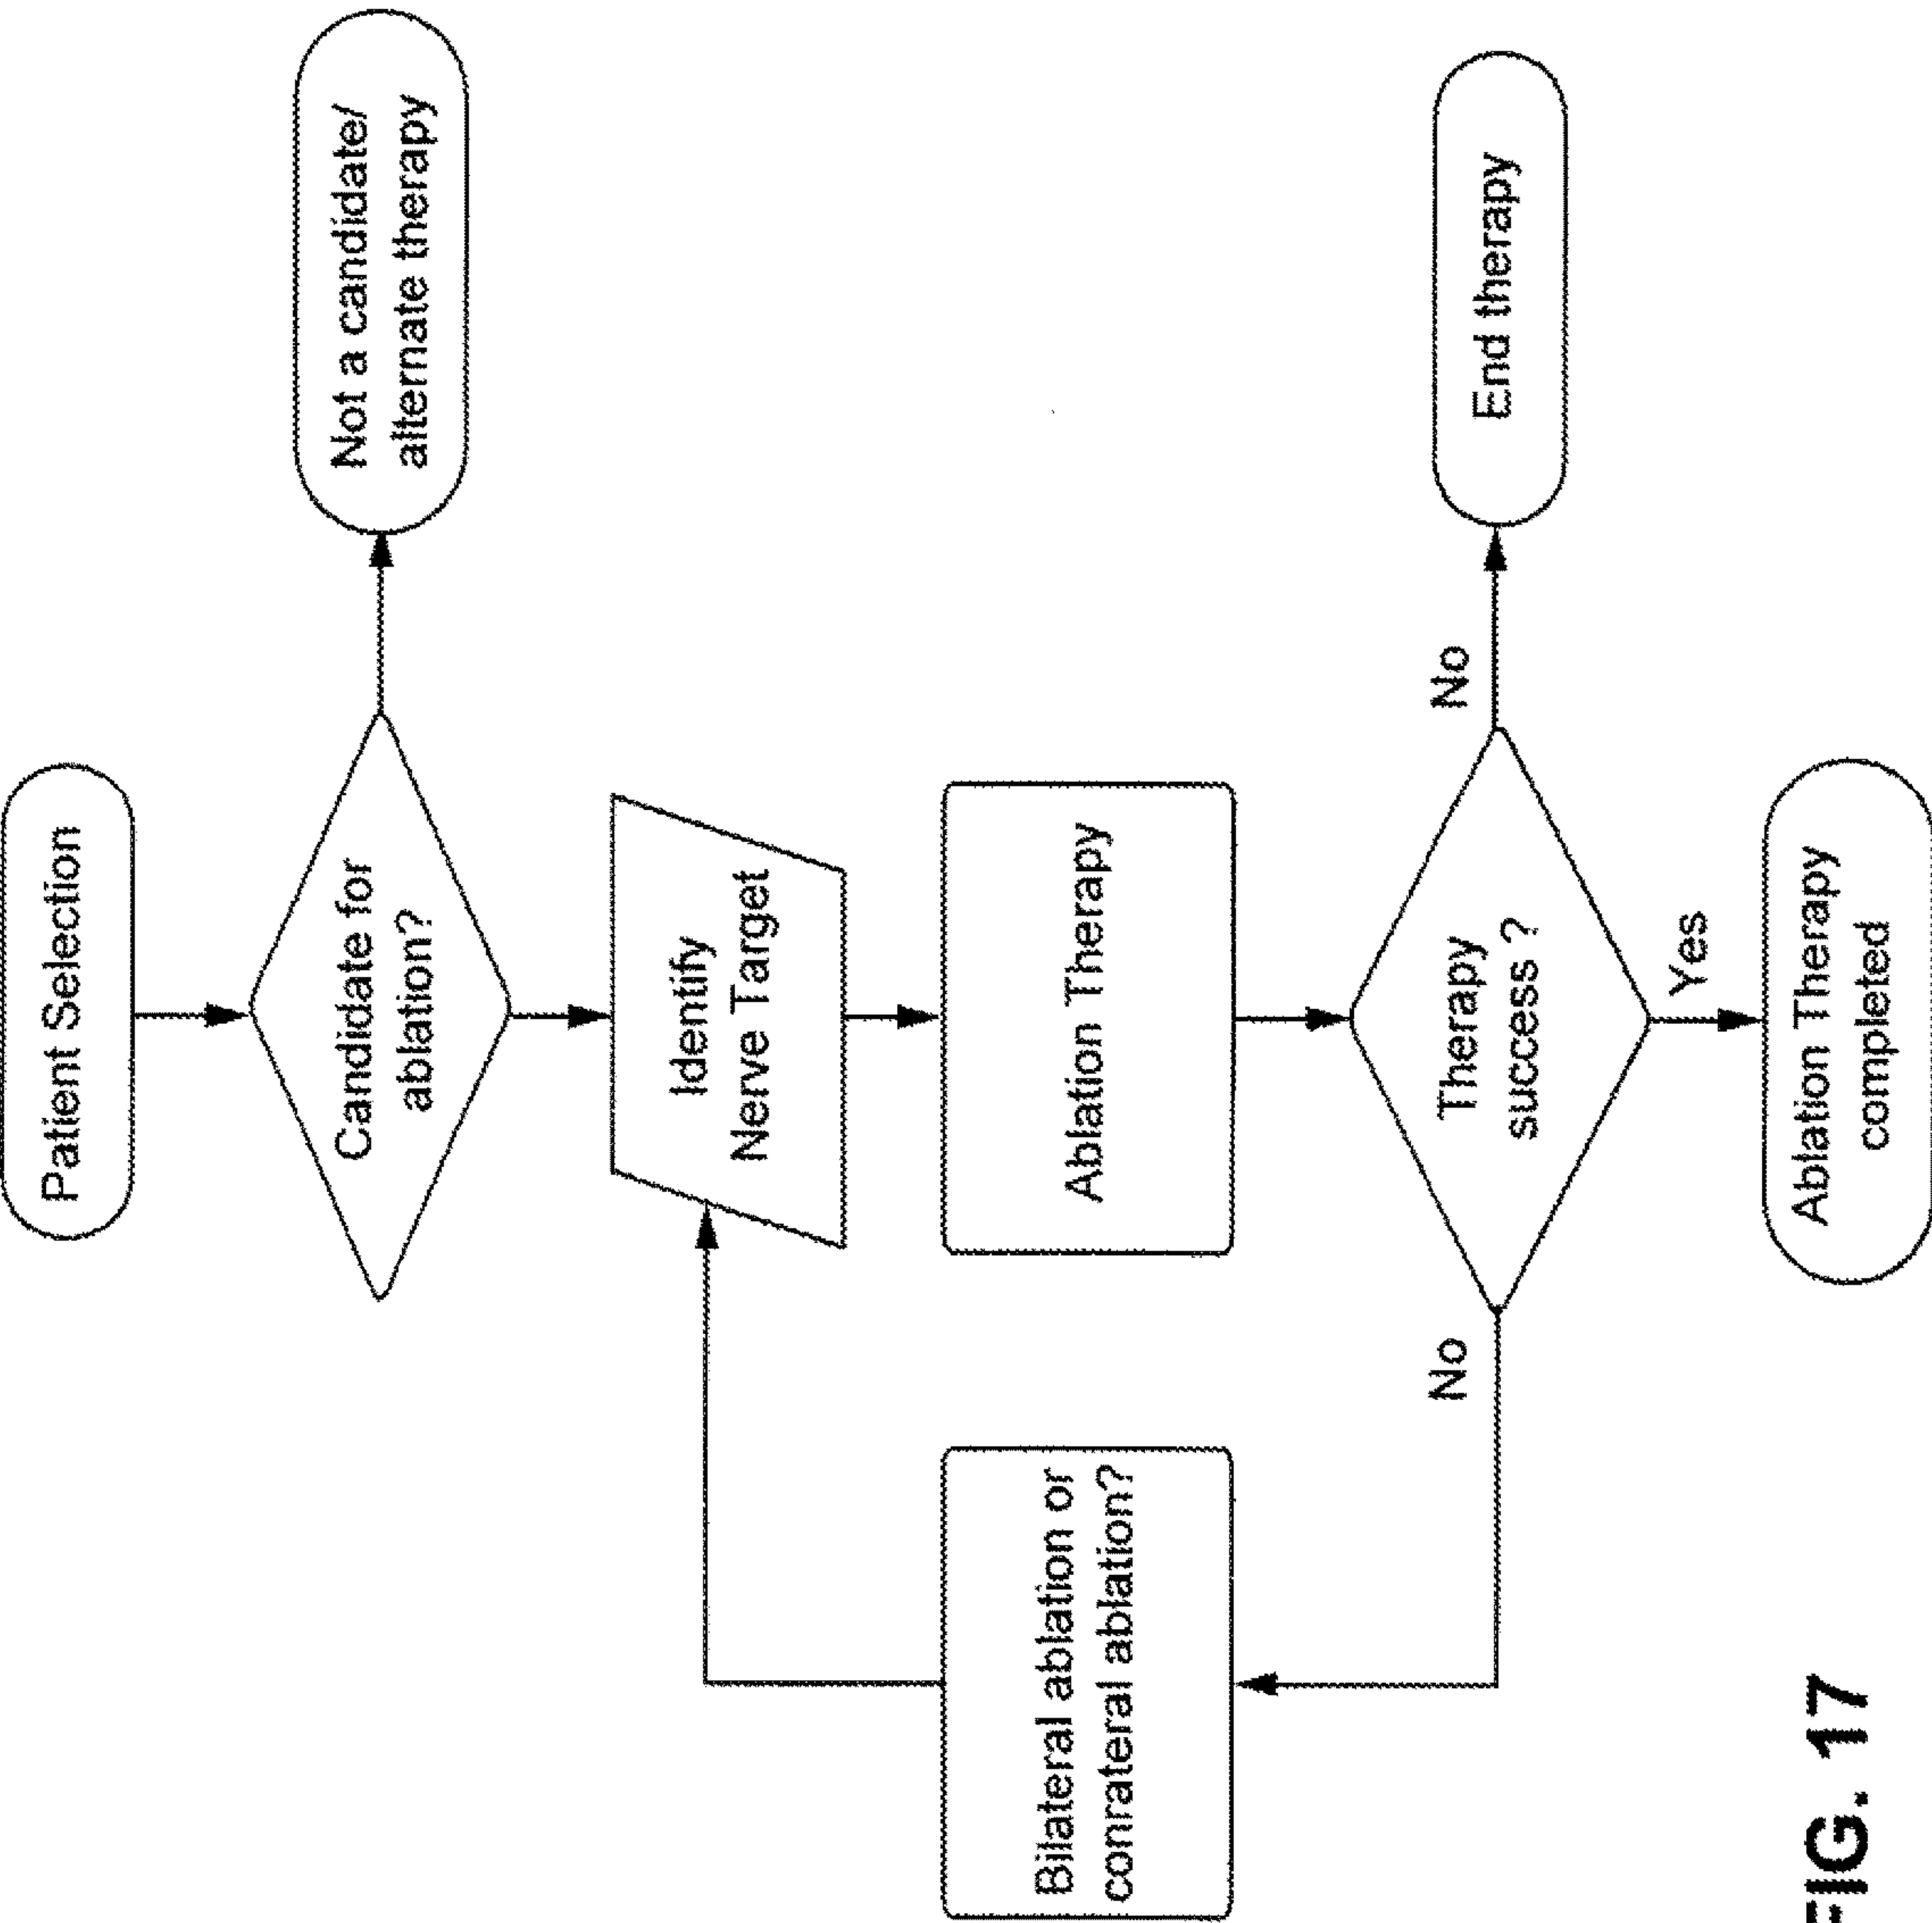 Patient Selection
Candidate for
ablation?
Not a candidate/
alternate therapy
Identify
Nerve Target
Ablation Therapy
Bilateral ablation or
conrateral ablation?
Therapy
success ?
No
No
End therapy
Yes
Ablation Therapy
completed
FIG. 17